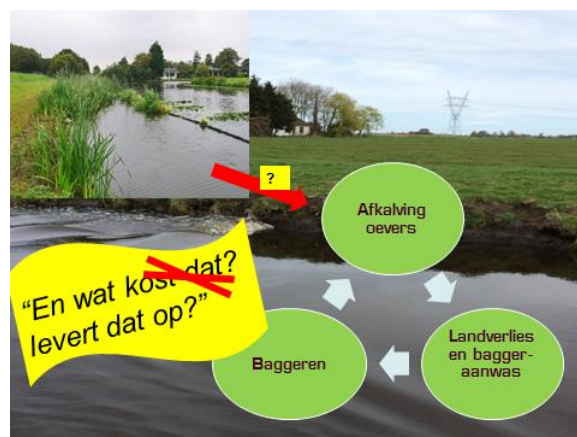 ?
Afkalving
oevers
“En wat kost dat?
levert dat op?”
Baggeren
Landverlies
en bagger-
aanwas